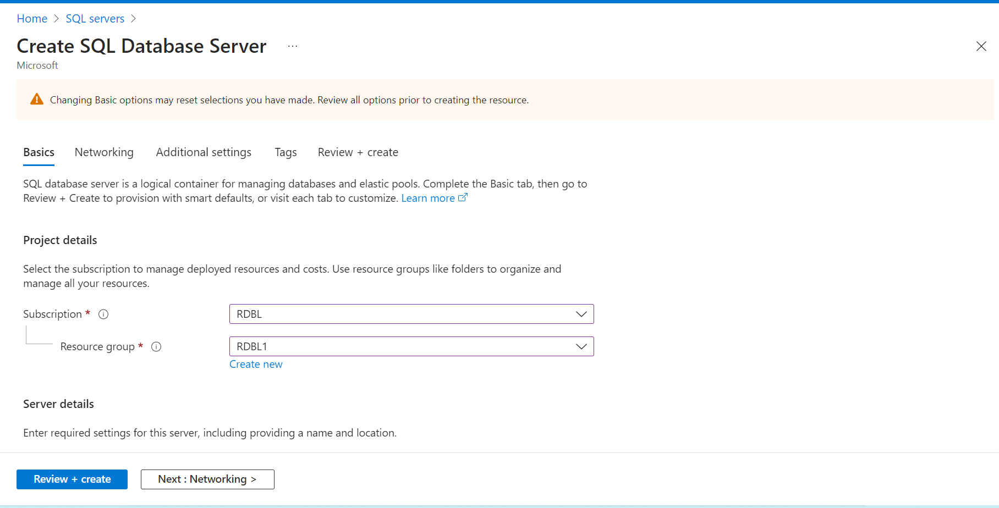 Home > SQL servers >
Create SQL Database Server ...
Microsoft
Changing Basic options may reset selections you have made. Review all options prior to creating the resource.
Basics Networking Additional settings Tags Review + create
SQL database server is a logical container for managing databases and elastic pools. Complete the Basic tab, then go to
Review + Create to provision with smart defaults, or visit each tab to customize. Learn more
Project details
Select the subscription to manage deployed resources and costs. Use resource groups like folders to organize and
manage all your resources.
Subscription * RDBL
Resource group * RDBL1
Create new
Server details
Enter required settings for this server, including providing a name and location.
Review + create Next : Networking >